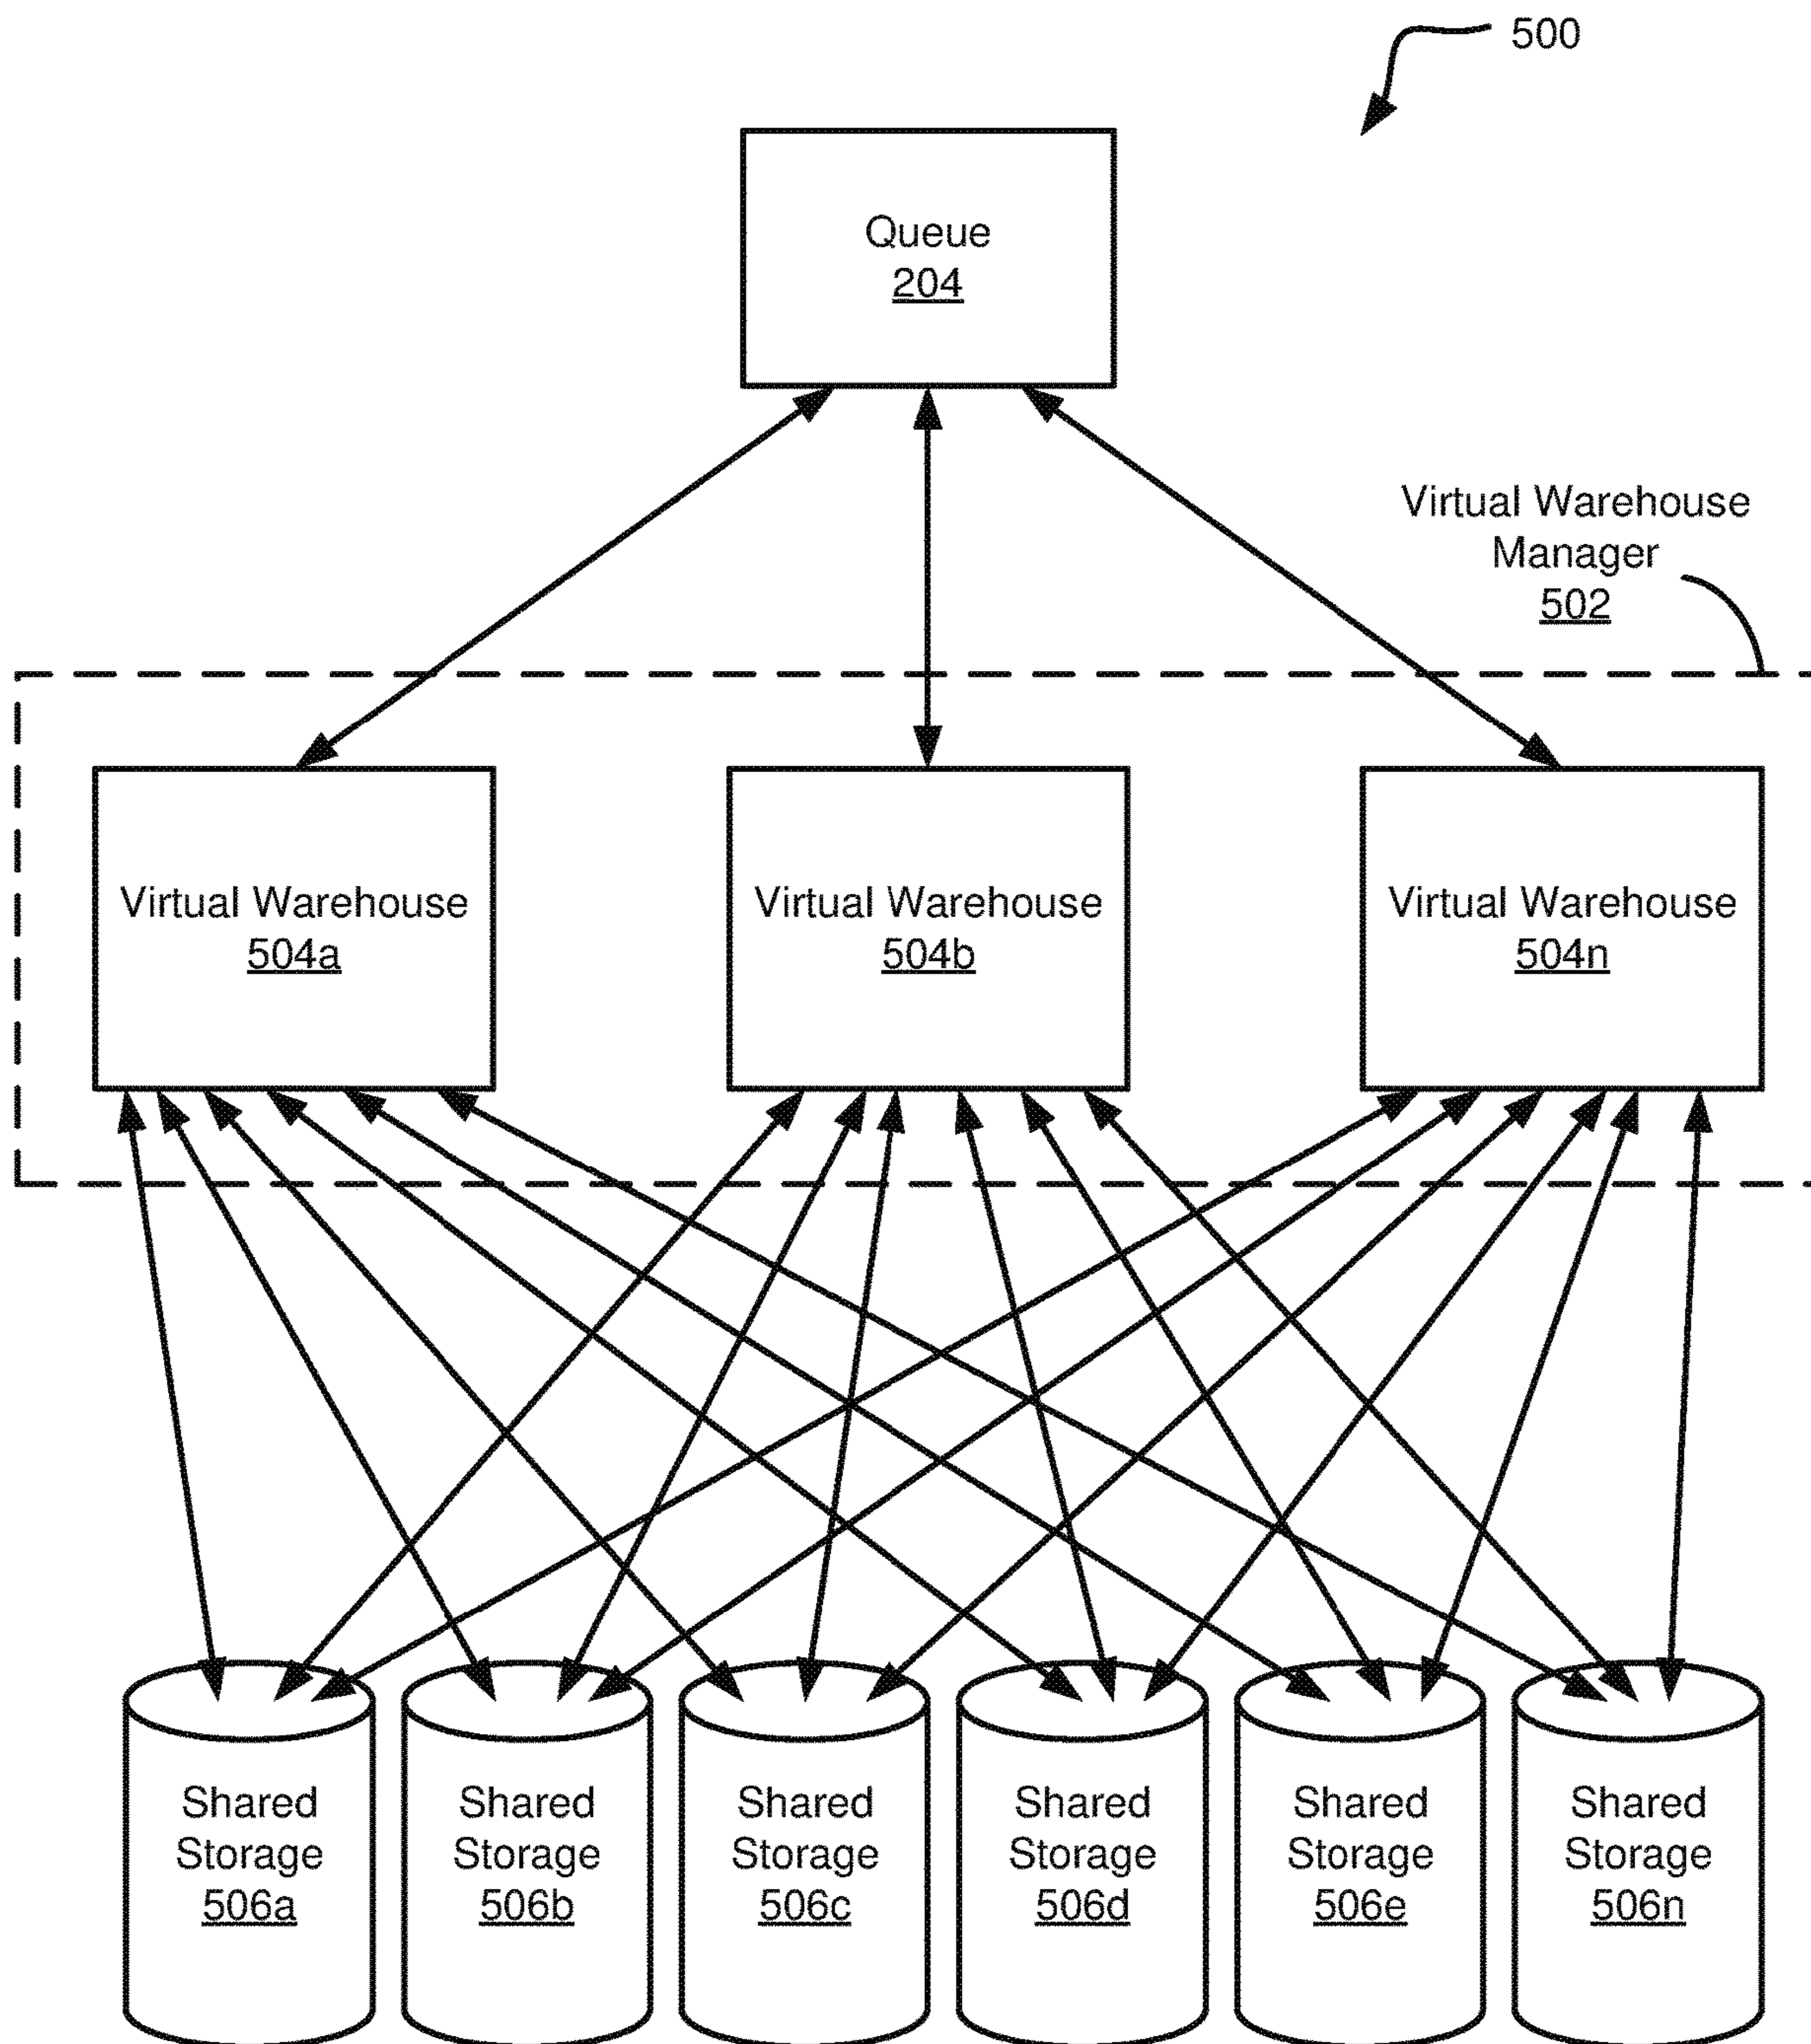 500
Queue
204
Virtual Warehouse
Manager
502
Virtual Warehouse
504a
Virtual Warehouse
504b
Virtual Warehouse
504n
Shared
Storage
506a
Shared
Storage
506b
Shared
Storage
506c
Shared
Storage
506d
Shared
Storage
506e
Shared
Storage
506n